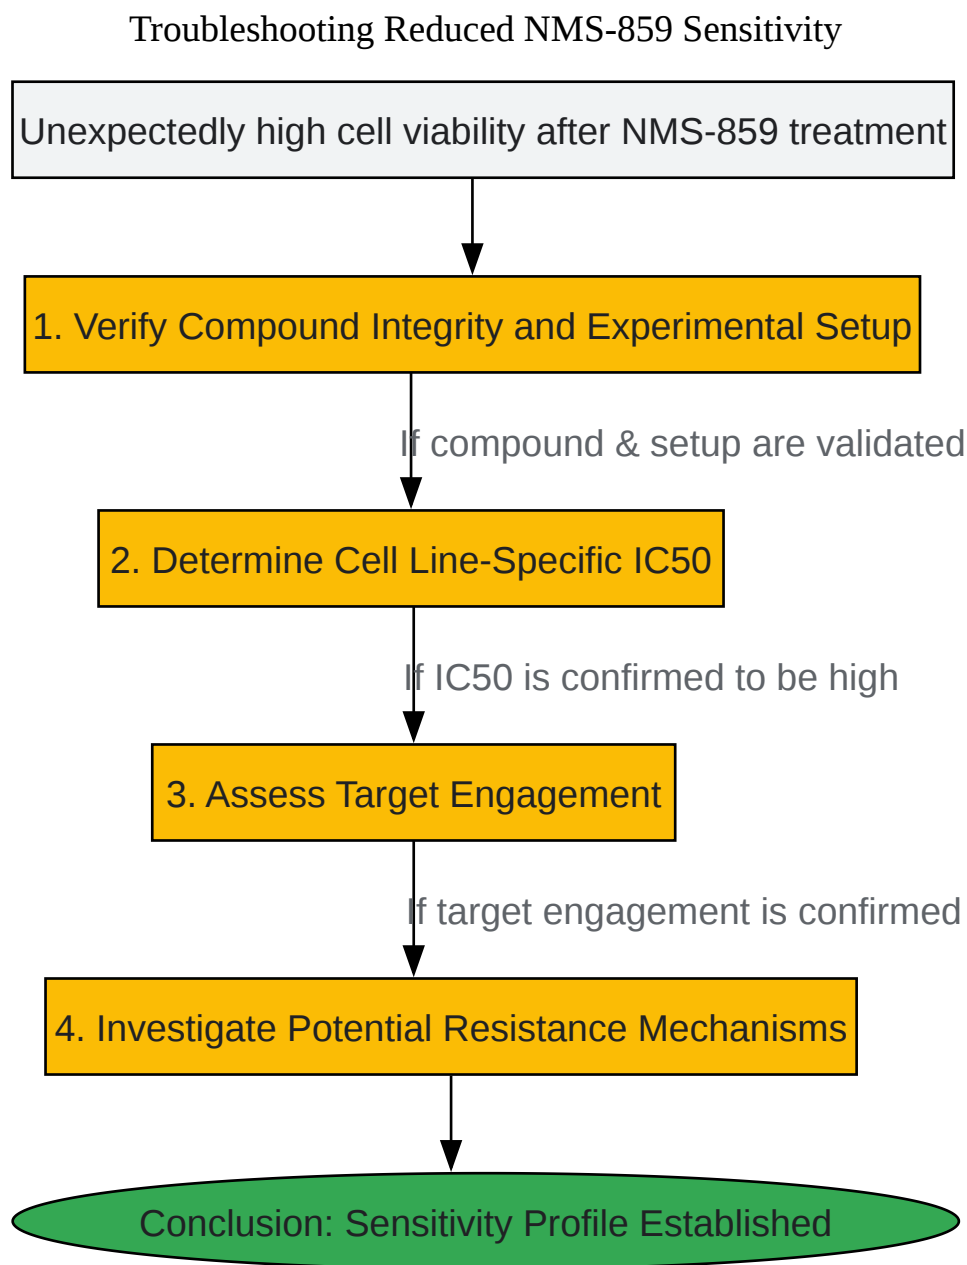 Troubleshooting Reduced NMS-859 Sensitivity
Unexpectedly high cell viability after NMS-859 treatment
1. Verify Compound Integrity and Experimental Setup
If compound & setup are validated
2. Determine Cell Line-Specific IC50
If IC50 is confirmed to be high
3. Assess Target Engagement
If target engagement is confirmed
4. Investigate Potential Resistance Mechanisms
Conclusion: Sensitivity Profile Established